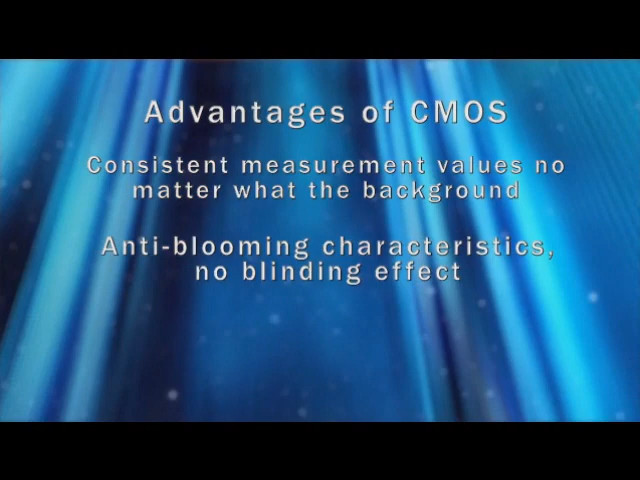 Advantages of CMOS
Consistent measurement values no
matter what the background
Anti-blooming characteristics,
no blinding effect